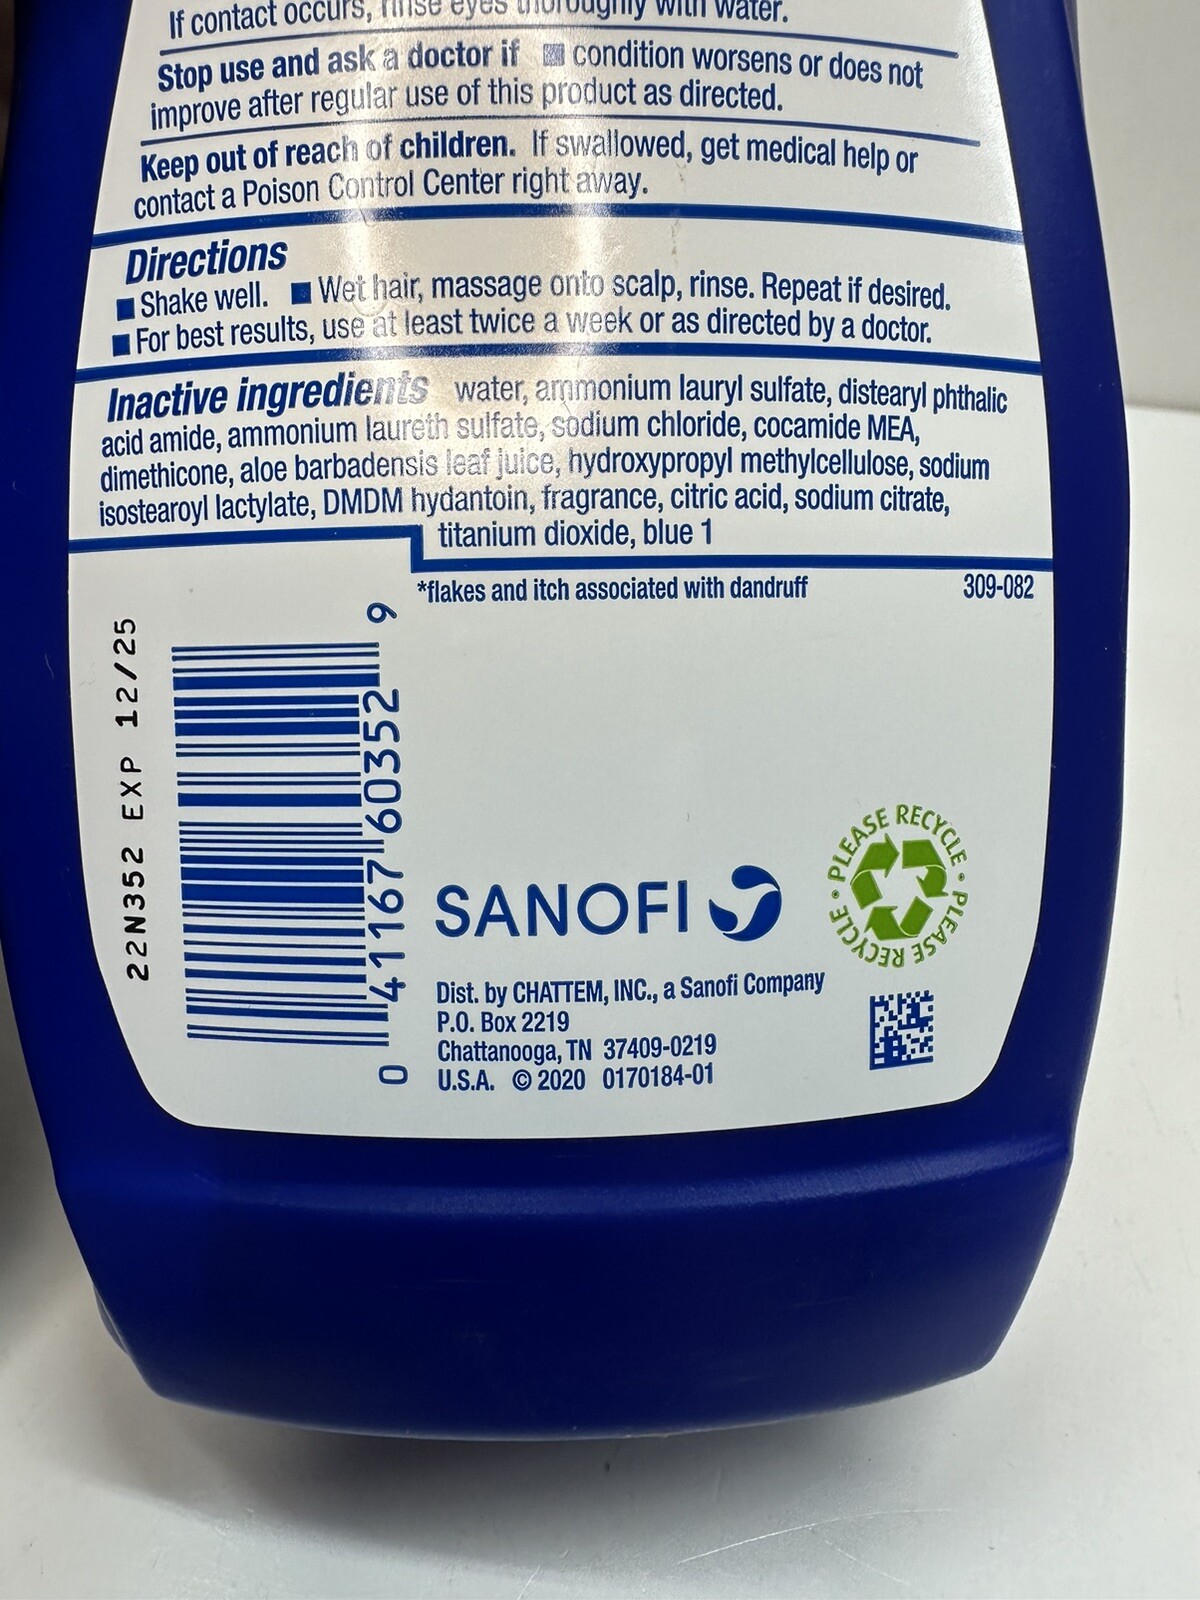 If contact occurs, rinse eyes thoroughly with water.
Stop use and ask a doctor if ■ condition worsens or does not
improve after regular use of this product as directed.
Keep out of reach of children. If swallowed, get medical help or
contact a Poison Control Center right away.
Directions
■ Shake well. ■ Wet hair, massage onto scalp, rinse. Repeat if desired.
■ For best results, use at least twice a week or as directed by a doctor.
Inactive ingredients water, ammonium lauryl sulfate, distearyl phthalic
acid amide, ammonium laureth sulfate, sodium chloride, cocamide MEA,
dimethicone, aloe barbadensis leaf juice, hydroxypropyl methylcellulose, sodium
isostearoyl lactylate, DMDM hydantoin, fragrance, citric acid, sodium citrate,
titanium dioxide, blue 1
*flakes and itch associated with dandruff 309-082
22N352 EXP 12/25
0 41167 60352 9
PLEASE RECYCLE • PLEASE RECYCLE • PLEASE RECYCLE •
SANOFI
Dist. by CHATTEM, INC., a Sanofi Company
P.O. Box 2219
Chattanooga, TN 37409-0219
U.S.A. © 2020 0170184-01